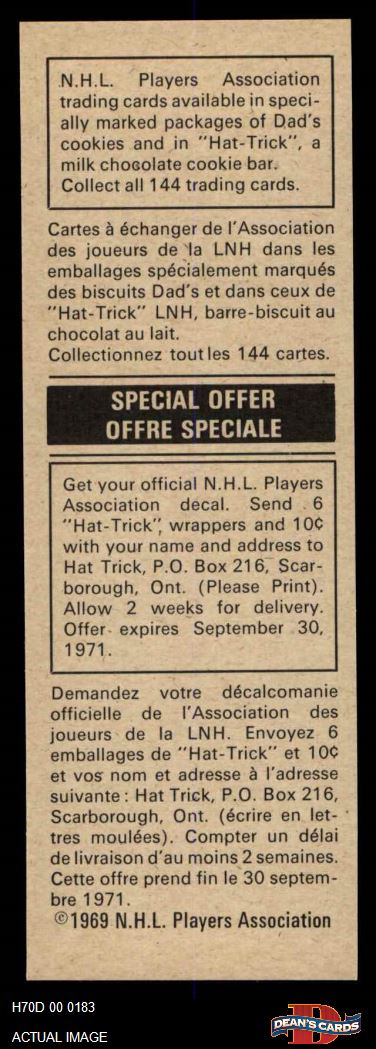 N.H.L. Players Association
trading cards available in speci-
ally marked packages of Dad's
cookies and in "Hat-Trick", a
milk chocolate cookie bar.
Collect all 144 trading cards.
Cartes à échanger de l'Association
des joueurs de la LNH dans les
emballages spécialement marqués
des biscuits Dad's et dans ceux de
"Hat-Trick" LNH, barre-biscuit au
chocolat au lait.
Collectionnez tout les 144 cartes.
SPECIAL OFFER
OFFRE SPECIALE
Get your official N.H.L. Players
Association decal. Send 6
"Hat-Trick", wrappers and 10¢
with your name and address to
Hat Trick, P.O. Box 216, Scar-
borough, Ont. (Please Print).
Allow 2 weeks for delivery.
Offer expires September 30,
1971.
Demandez votre décalcomanie
officielle de l'Association des
joueurs de la LNH. Envoyez 6
emballages de "Hat-Trick" et 10¢
et vos nom et adresse à l'adresse
suivante: Hat Trick, P.O. Box 216,
Scarborough, Ont. (écrire en let-
tres moulées). Compter un délai
de livraison d'au moins 2 semaines.
Cette offre prend fin le 30 septem-
bre 1971.
©1969 N.H.L. Players Association
H70D 00 0183
ACTUAL IMAGE
D
DEAN'S CARDS